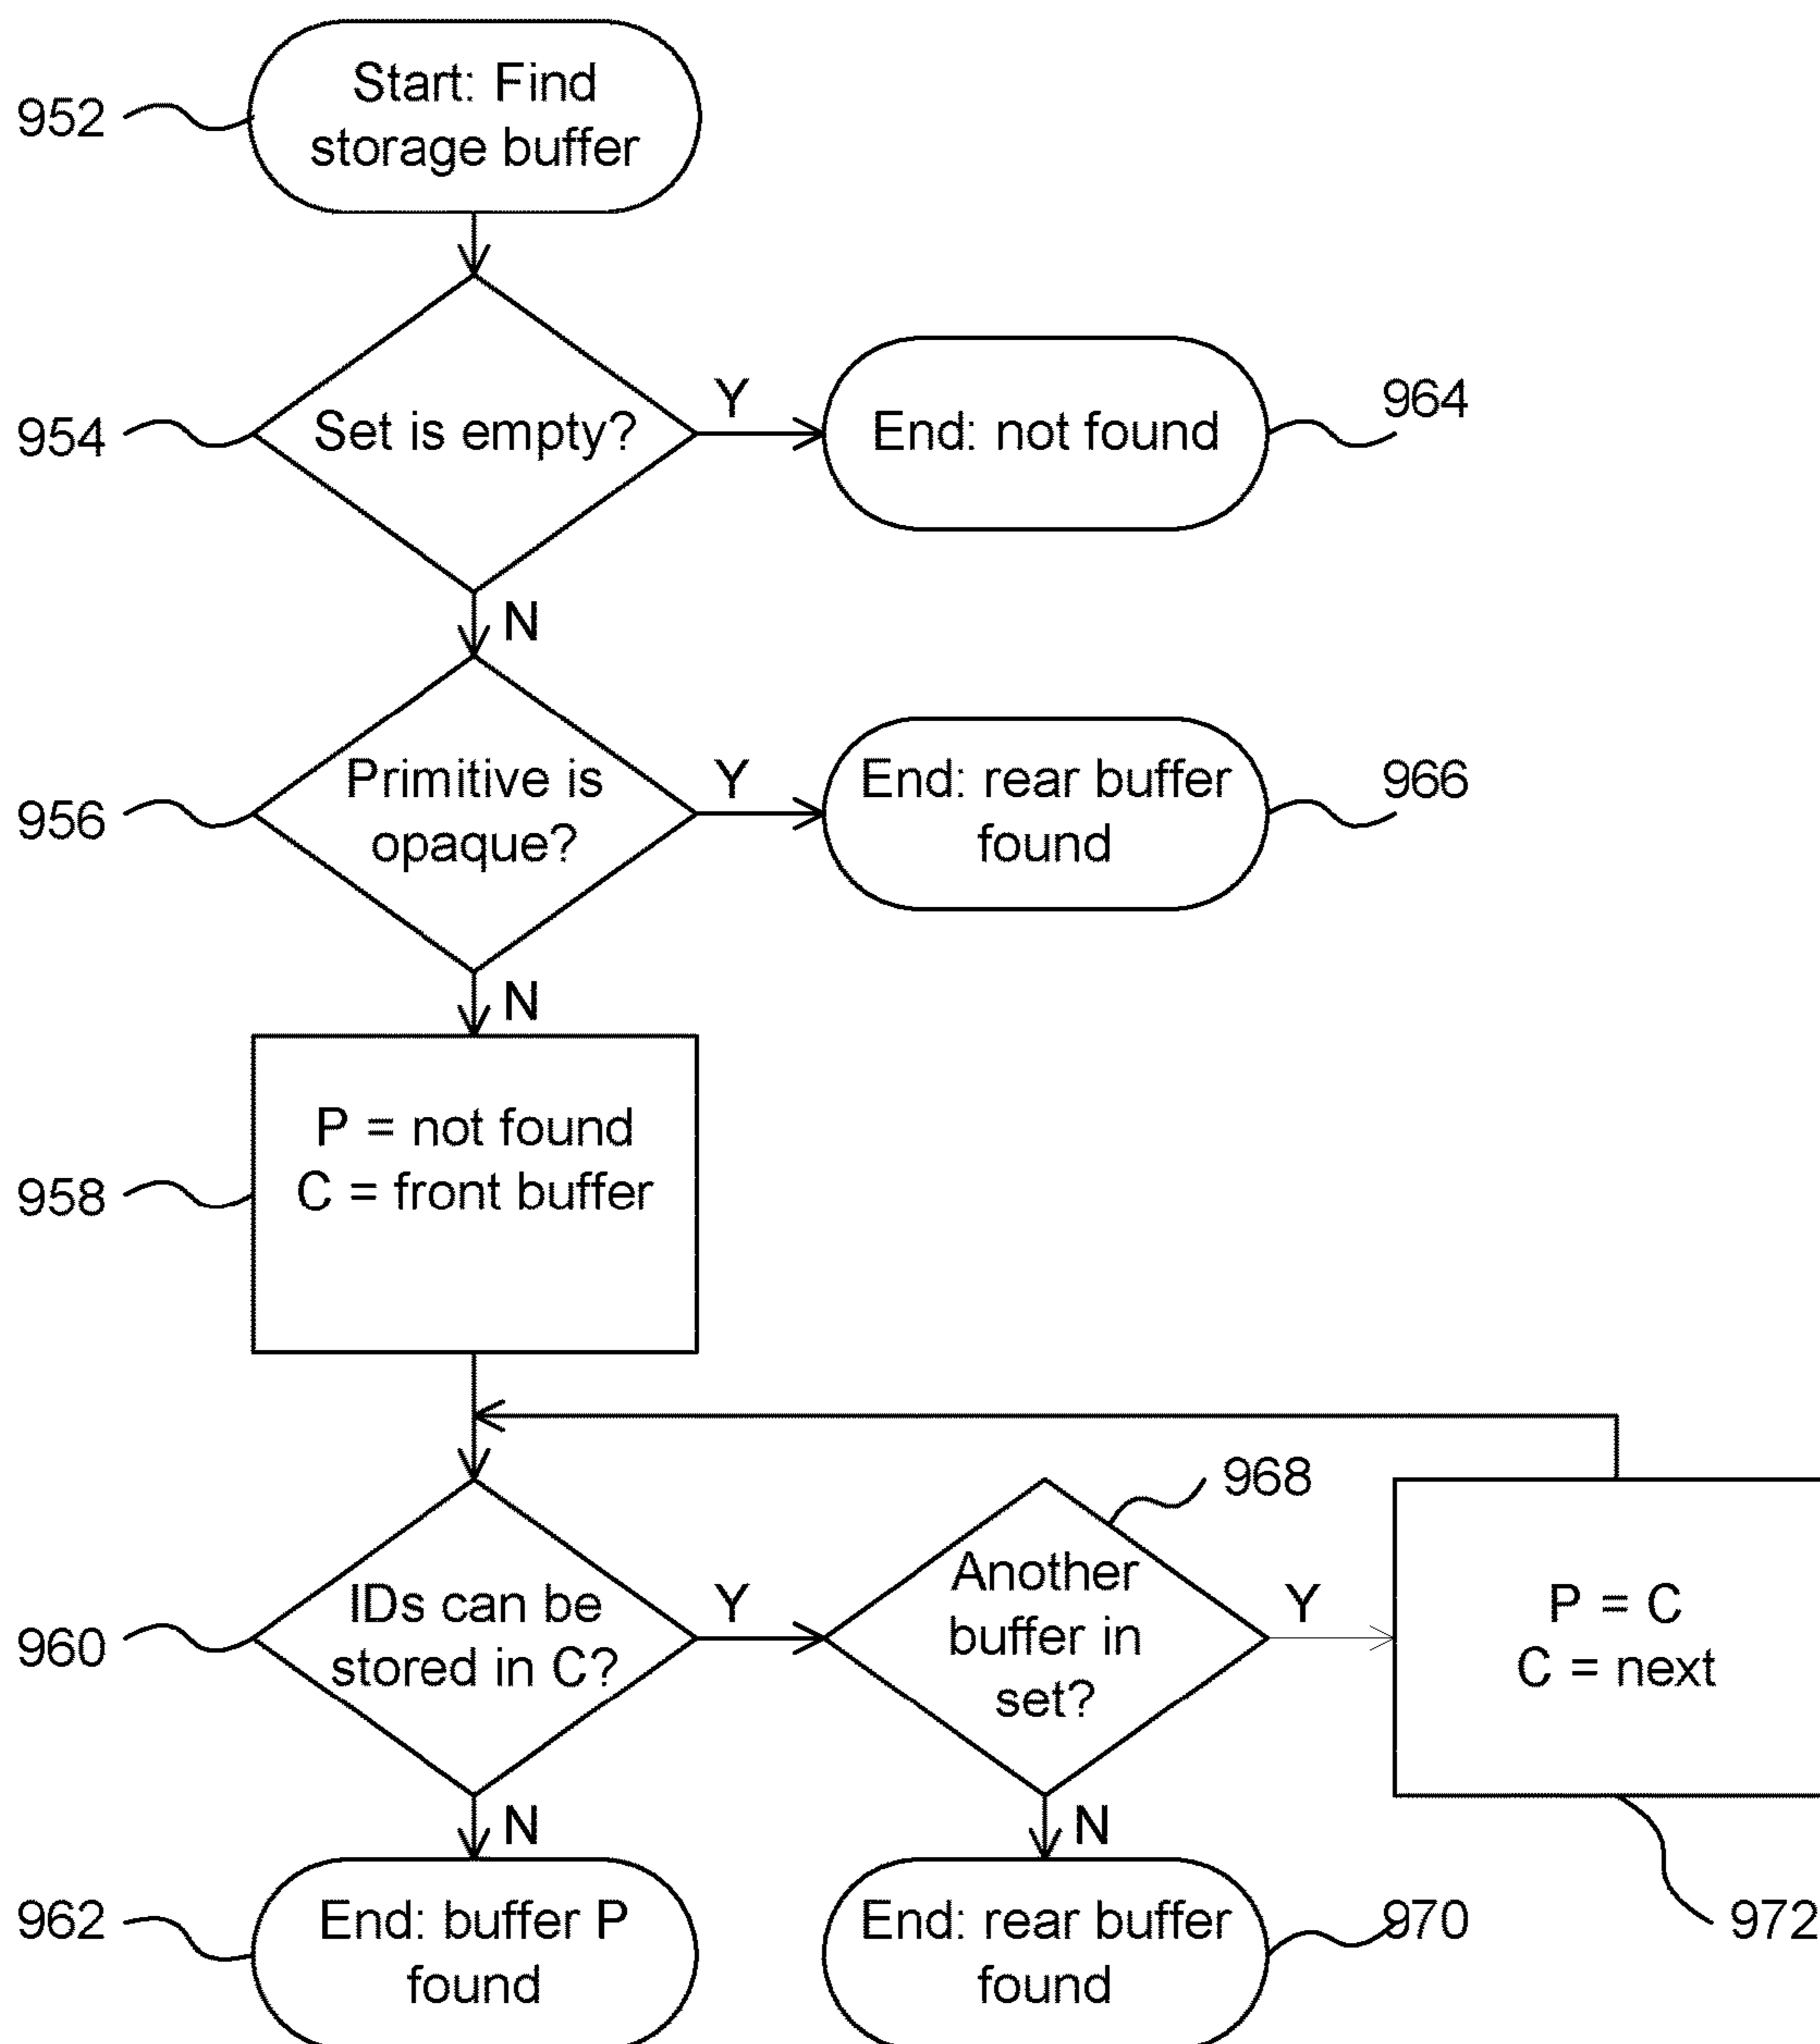 Start: Find
storage buffer
952
Set is empty?
954
Y
End: not found
964
N
Primitive is
opaque?
956
Y
End: rear buffer
found
966
N
P = not found
C = front buffer
958
IDs can be
stored in C?
960
Y
Another
buffer in
set?
968
Y
P = C
C = next
972
N
End: buffer P
found
962
N
End: rear buffer
found
970